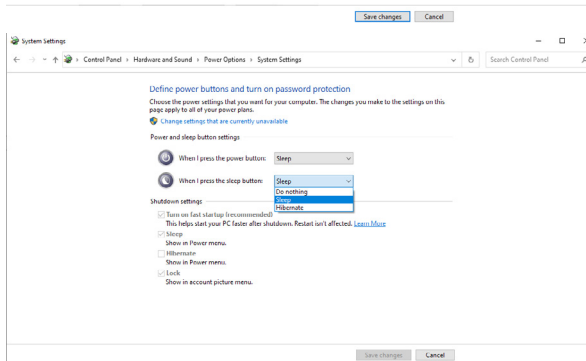 Save changes Cancel
System Settings
Control Panel > Hardware and Sound > Power Options > System Settings
Search Control Panel
Define power buttons and turn on password protection
Choose the power settings that you want for your computer. The changes you make to the settings on this
page apply to all of your power plans.
Change settings that are currently unavailable
Power and sleep button settings
When I press the power button: Sleep
When I press the sleep button: Sleep
Do nothing
Sleep
Hibernate
Shutdown settings
Turn on fast startup (recommended)
This helps start your PC faster after shutdown. Restart isn't affected. Learn More
Sleep
Show in Power menu.
Hibernate
Show in Power menu.
Lock
Show in account picture menu.
Save changes Cancel